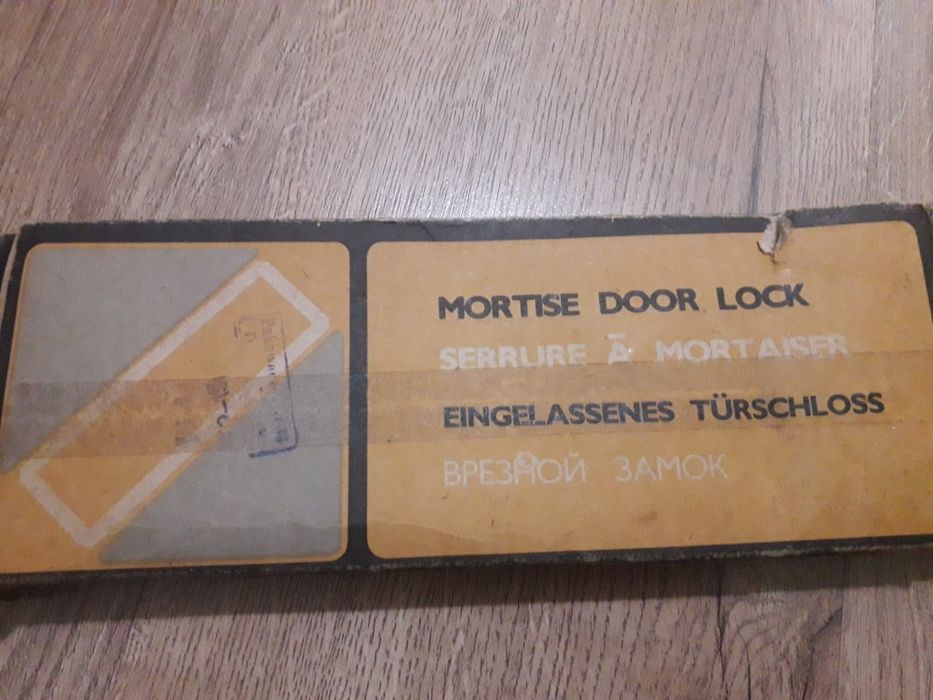 MORTISE DOOR LOCK
SERRURE Ā MORTAISER
EINGELASSENES TÜRSCHLOSS
ВРЕЗНОЙ ЗАМОК